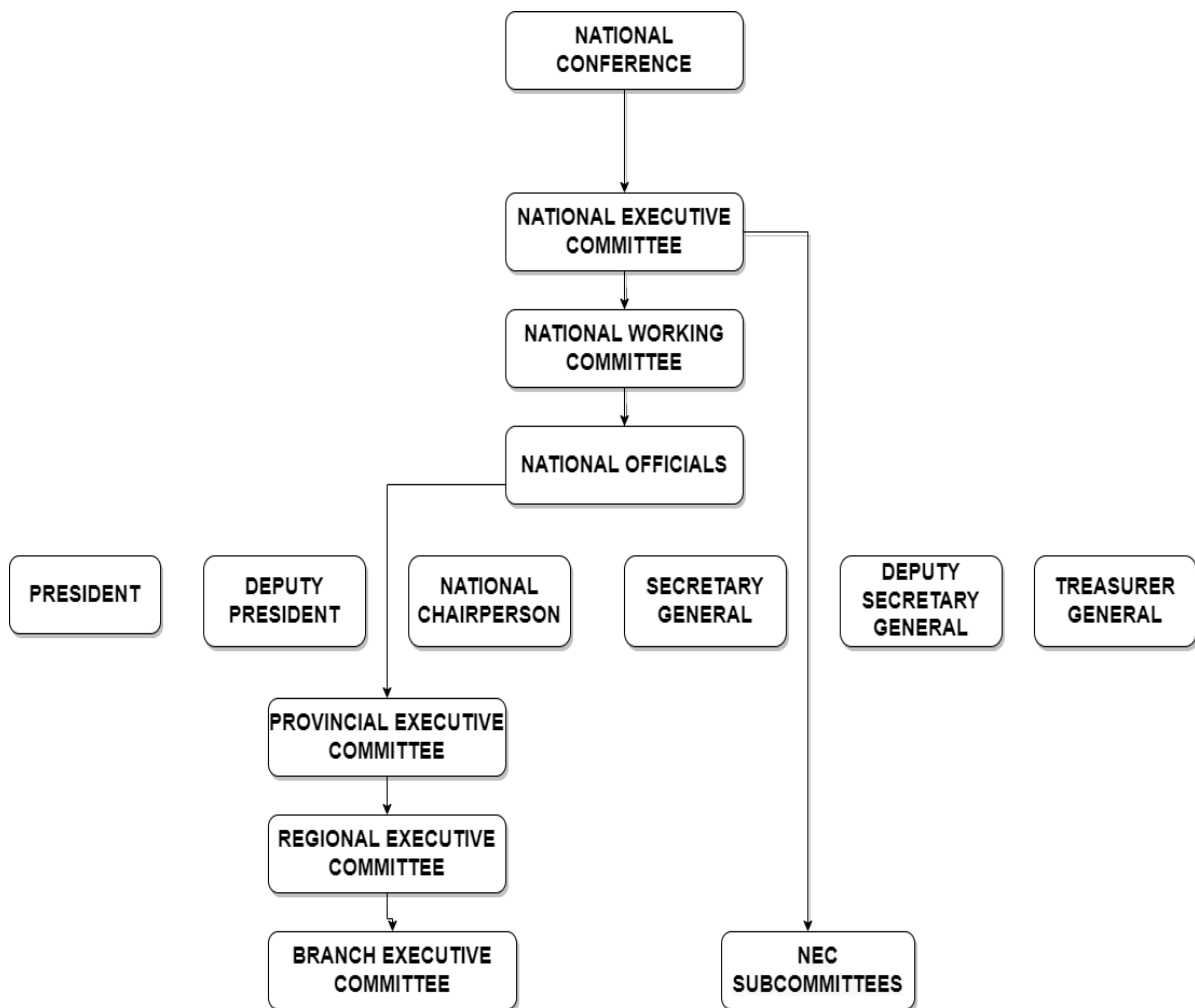 NATIONAL
CONFERENCE
NATIONAL EXECUTIVE
COMMITTEE
NATIONAL WORKING
COMMITTEE
NATIONAL OFFICIALS
PRESIDENT
DEPUTY
PRESIDENT
NATIONAL
CHAIRPERSON
SECRETARY
GENERAL
DEPUTY
SECRETARY
GENERAL
TREASURER
GENERAL
PROVINCIAL EXECUTIVE
COMMITTEE
REGIONAL EXECUTIVE
COMMITTEE
BRANCH EXECUTIVE
COMMITTEE
NEC
SUBCOMMITTEES